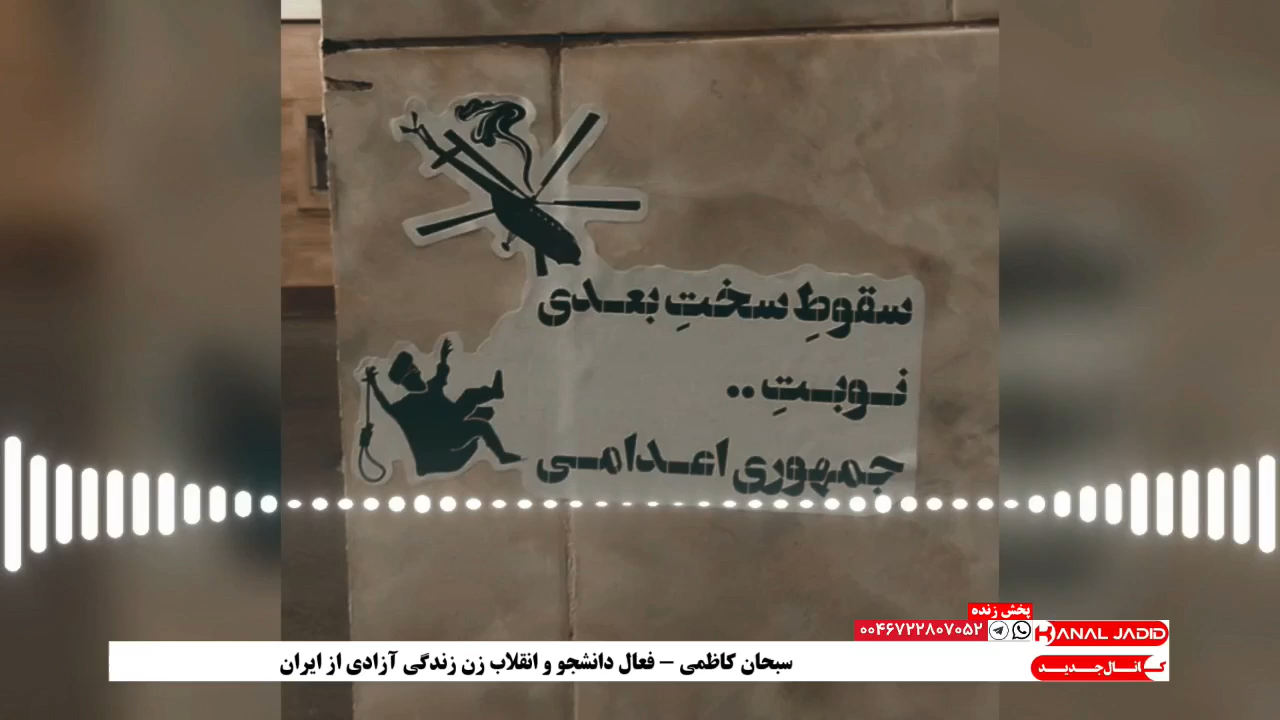 سقوطِ سختِ بعدی
نوبتِ ..
جمهوری اعدامی
پخش زنده
۰۰۴۶۷۲۲۸۰۷۰۵۲
KANAL JADID
کانال جدید
سبحان کاظمی - فعال دانشجو و انقلاب زن زندگی آزادی از ایران